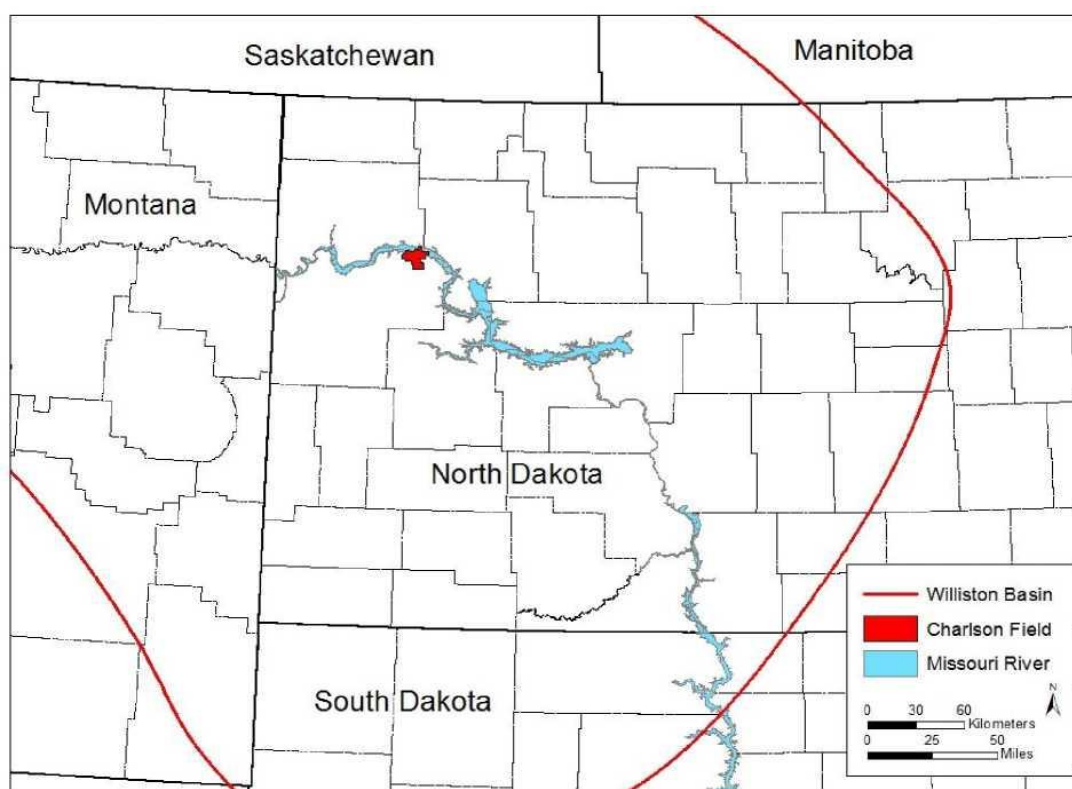 Saskatchewan
Manitoba
Montana
North Dakota
South Dakota
Williston Basin
Charlson Field
Missouri River
N
0 30 60
Kilometers
0 25 50
Miles